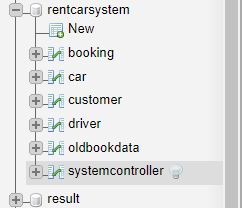 rentcarsystem
New
booking
car
customer
driver
oldbookdata
systemcontroller
result